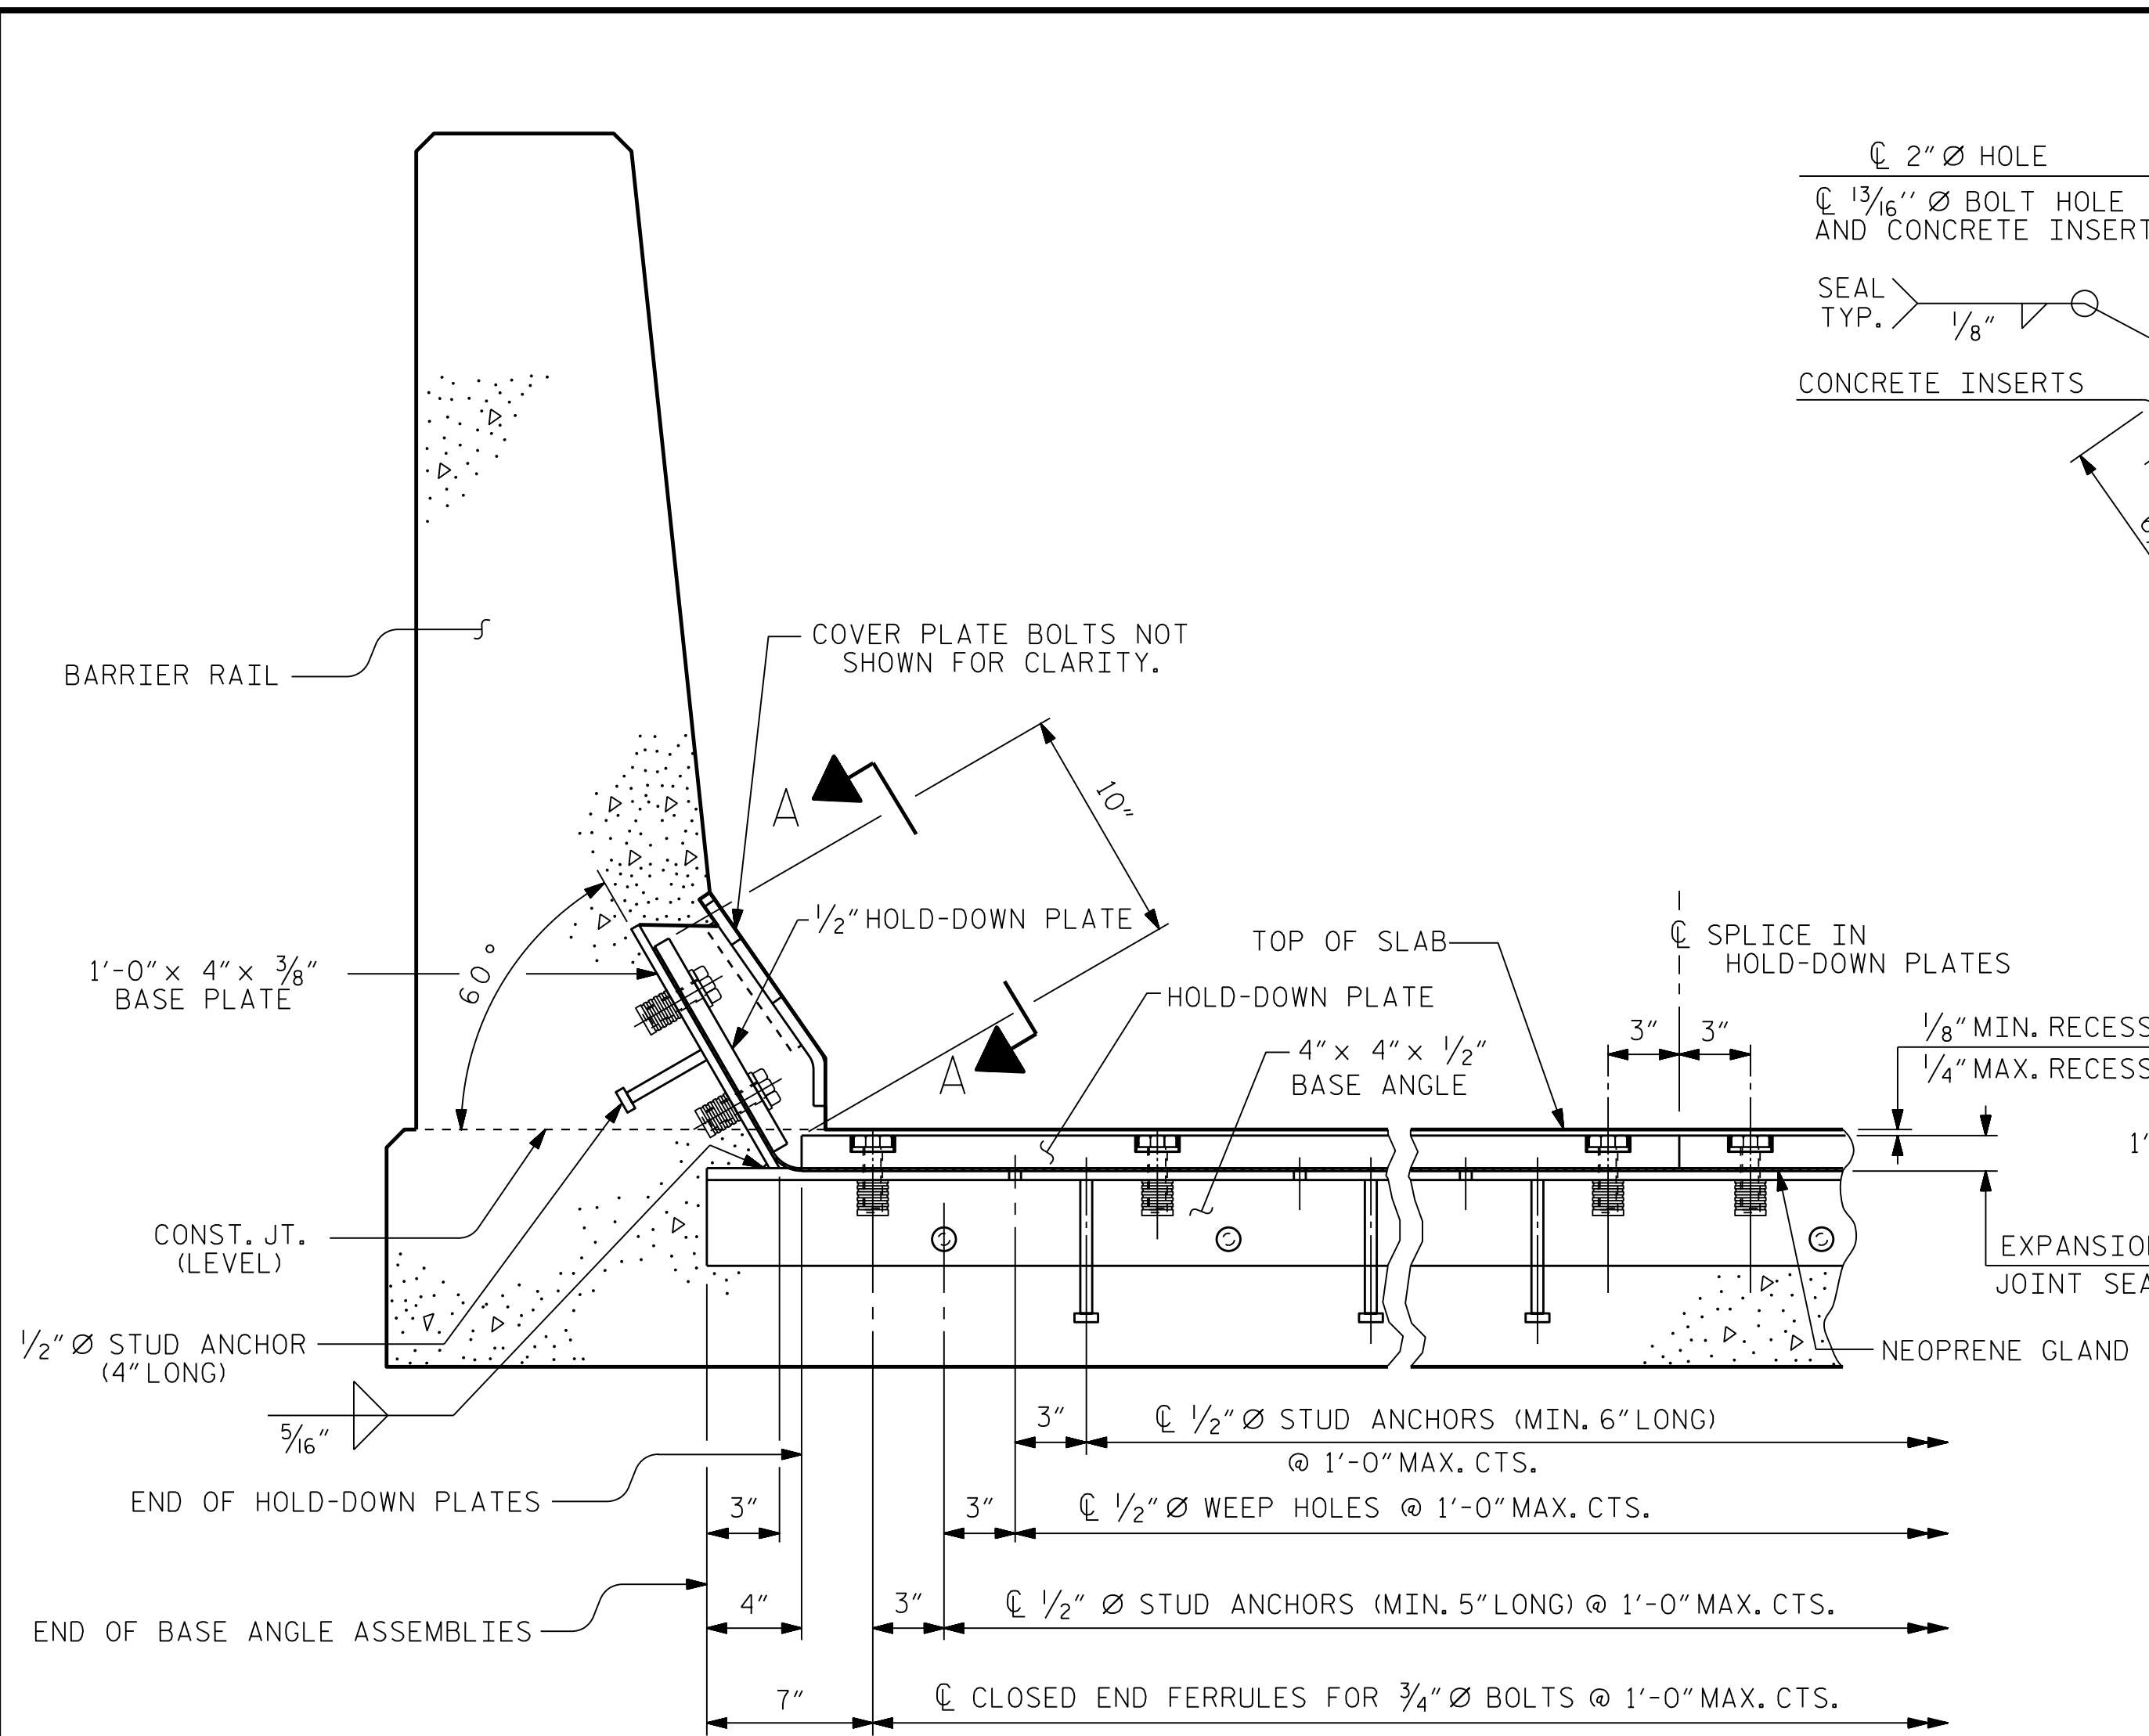 ℄ 2"Ø HOLE
℄ 13/16" Ø BOLT HOLE
AND CONCRETE INSERT
SEAL
TYP.
1/8"
CONCRETE INSERTS
COVER PLATE BOLTS NOT
SHOWN FOR CLARITY.
BARRIER RAIL
A
10"
1/2" HOLD-DOWN PLATE
60°
1'-0" x 4" x 3/8"
BASE PLATE
TOP OF SLAB
℄ SPLICE IN
HOLD-DOWN PLATES
HOLD-DOWN PLATE
3"
3"
1/8" MIN. RECESS
1/4" MAX. RECESS
4" x 4" x 1/2"
BASE ANGLE
A
1'
CONST. JT.
(LEVEL)
EXPANSIO
JOINT SEA
1/2" Ø STUD ANCHOR
(4" LONG)
NEOPRENE GLAND
5/16"
3"
℄ 1/2" Ø STUD ANCHORS (MIN. 6" LONG)
@ 1'-0" MAX. CTS.
END OF HOLD-DOWN PLATES
3"
3"
℄ 1/2" Ø WEEP HOLES @ 1'-0" MAX. CTS.
4"
3"
℄ 1/2" Ø STUD ANCHORS (MIN. 5" LONG) @ 1'-0" MAX. CTS.
END OF BASE ANGLE ASSEMBLIES
7"
℄ CLOSED END FERRULES FOR 3/4" Ø BOLTS @ 1'-0" MAX. CTS.